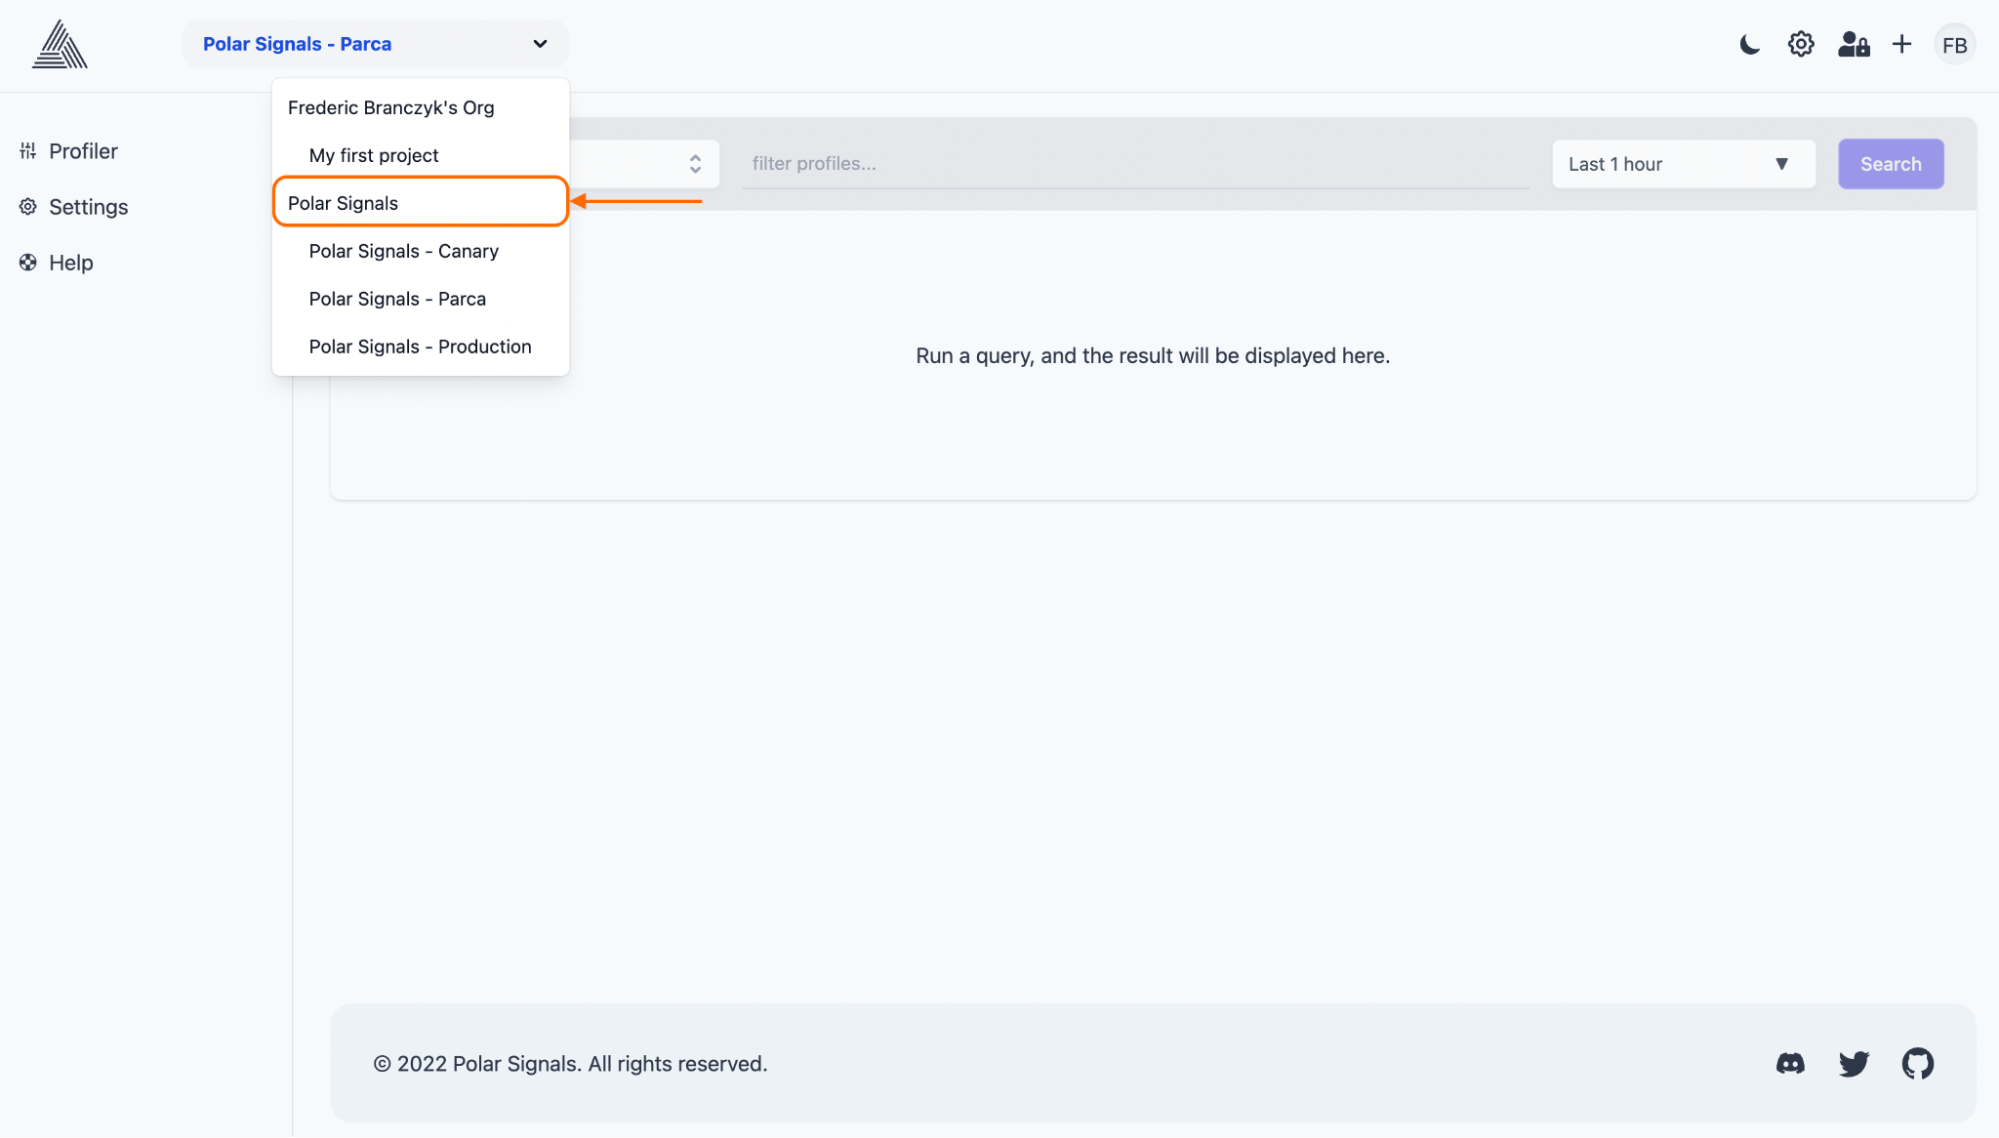 Polar Signals - Parca
FB
Frederic Branczyk's Org
My first project
Polar Signals
Polar Signals - Canary
Polar Signals - Parca
Polar Signals - Production
Profiler
Settings
Help
filter profiles...
Last 1 hour
Search
Run a query, and the result will be displayed here.
© 2022 Polar Signals. All rights reserved.